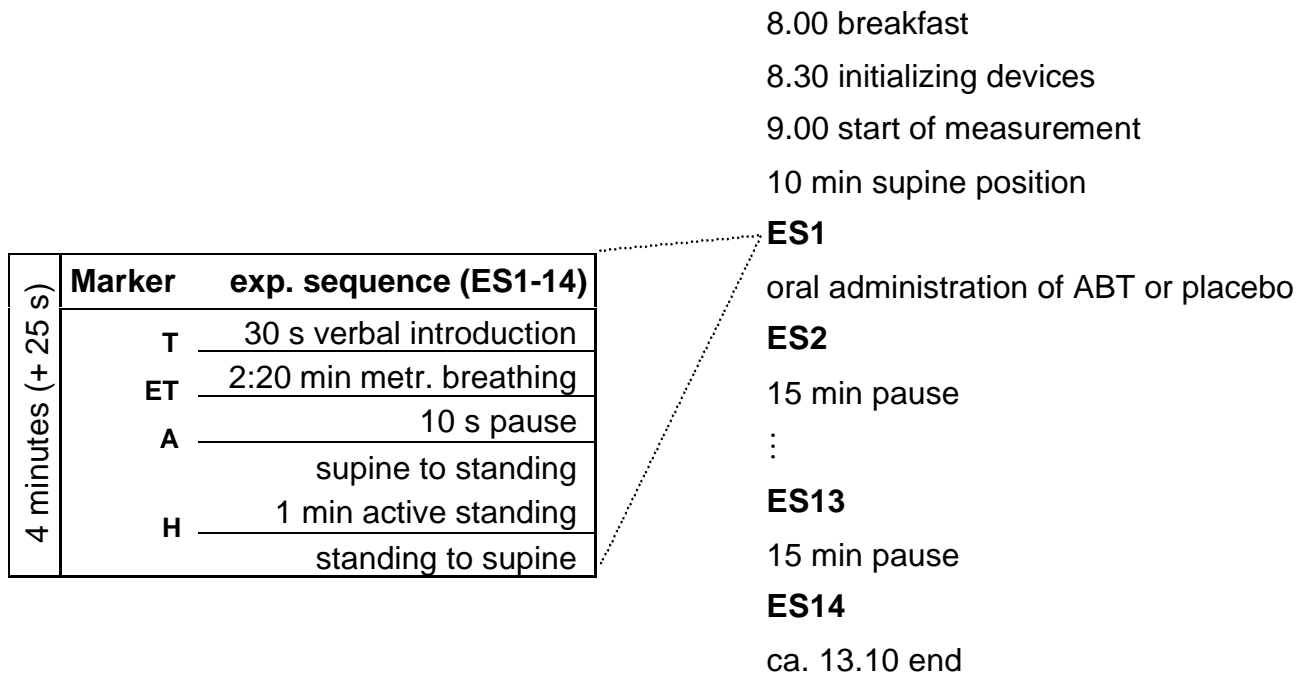 8.00 breakfast
8.30 initializing devices
9.00 start of measurement
10 min supine position
ES1
oral administration of ABT or placebo
ES2
15 min pause
⋮
ES13
15 min pause
ES14
ca. 13.10 end
4 minutes (+ 25 s)
Marker exp. sequence (ES1-14)
30 s verbal introduction
T
2:20 min metr. breathing
ET
10 s pause
A
supine to standing
1 min active standing
H
standing to supine